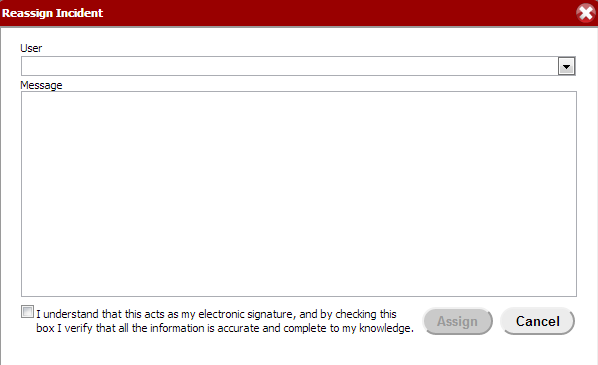 Reassign Incident
User
Message
I understand that this acts as my electronic signature, and by checking this
box I verify that all the information is accurate and complete to my knowledge.
Assign
Cancel